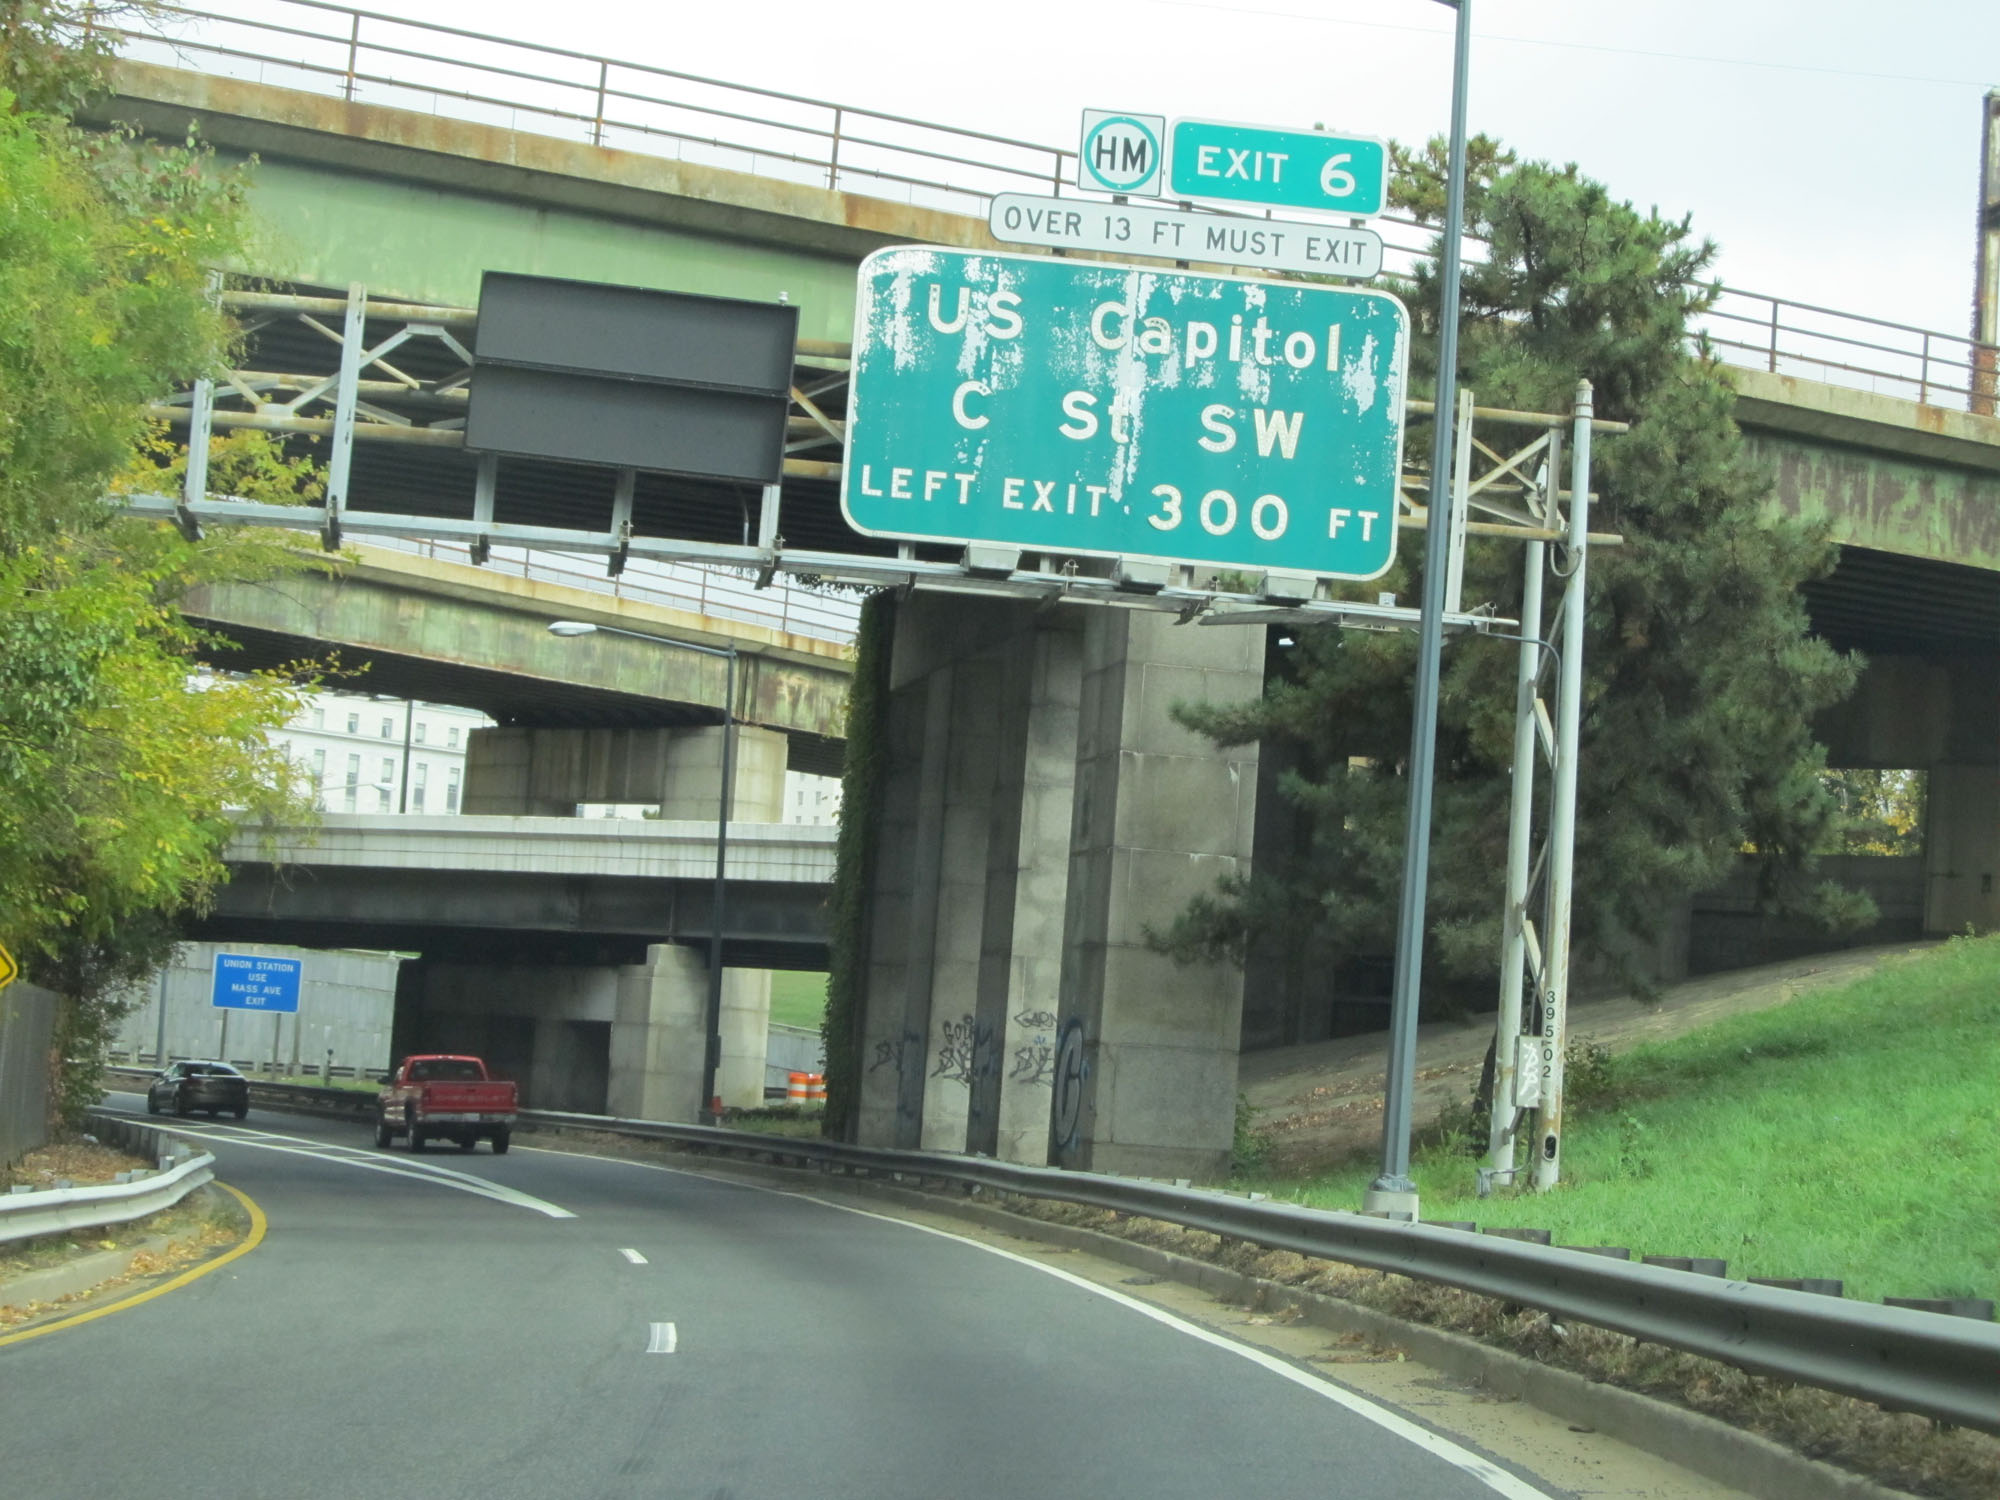 HM
EXIT 6
OVER 13 FT MUST EXIT
US Capitol
C St SW
LEFT EXIT 300 FT
UNION STATION
USE
MASS AVE
EXIT
CHEVROLET
395-02